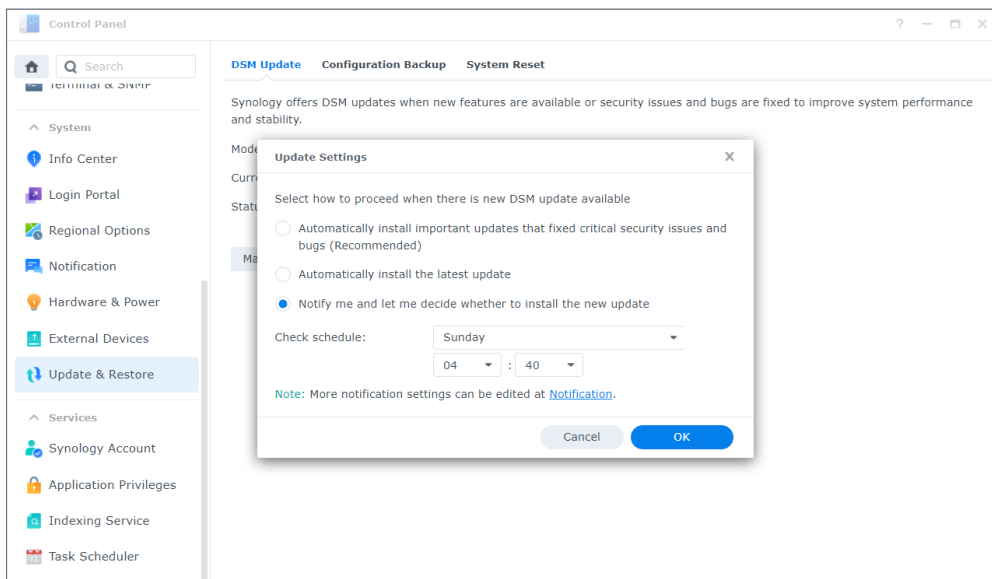 Control Panel
Search
Terminal & SNMP
System
Info Center
Login Portal
Regional Options
Notification
Hardware & Power
External Devices
Update & Restore
Services
Synology Account
Application Privileges
Indexing Service
Task Scheduler
DSM Update Configuration Backup System Reset
Synology offers DSM updates when new features are available or security issues and bugs are fixed to improve system performance
and stability.
Update Settings
Select how to proceed when there is new DSM update available
Automatically install important updates that fixed critical security issues and
bugs (Recommended)
Automatically install the latest update
Notify me and let me decide whether to install the new update
Check schedule: Sunday
04 : 40
Note: More notification settings can be edited at Notification.
Cancel OK